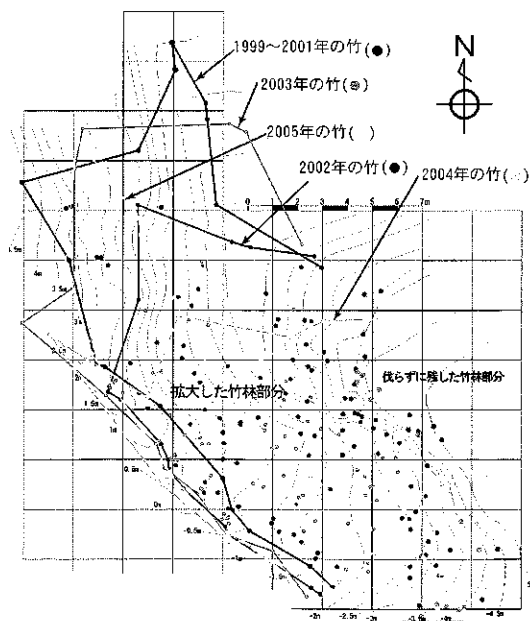 1999〜2001年の竹(●)
N
2003年の竹(◎)
2005年の竹( )
2002年の竹(●)
2004年の竹( )
0 1 2 3 4 5 6 7m
4m
3.5m
拡大した竹林部分
伐らずに残した竹林部分
1m
0.5m
0m
-0.5m
-2m
-2.5m
-3m